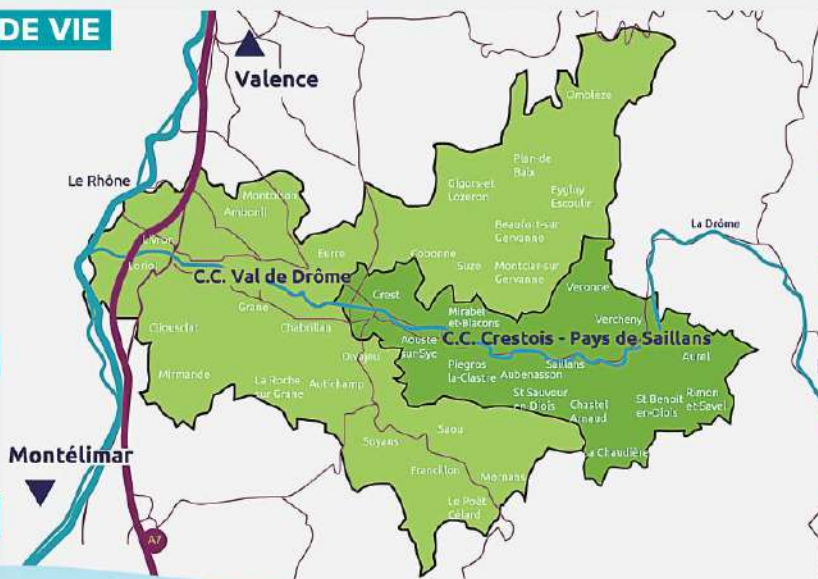 DE VIE
Valence
Omblèze
Plan-de
Baix
Le Rhône
Gigors-et
Lozeron
Eygluy
Escoulin
Montoison
Ambonil
Beaufort-sur
Gervanne
La Drôme
Livron
Eurre
Cobonne
Suze
Montclar-sur
Gervanne
Loriol
C.C. Val de Drôme
Crest
Veronne
Grane
Mirabel
et-Blacons
Vercheny
Cliousclat
Chabrillan
Aouste
sur-Sye
C.C. Crestois - Pays de Saillans
Divajeu
Saillans
Aurel
Mirmande
Piegros
la-Clastre
Aubenasson
La Roche
sur Grane
Autichamp
St Sauveur
en-Diois
Chastel
Arnaud
St Benoit
en-Diois
Rimon
et-Savel
Soyans
Saou
La Chaudière
Montélimar
Francillon
Mornans
Le Poët
Célard
A7